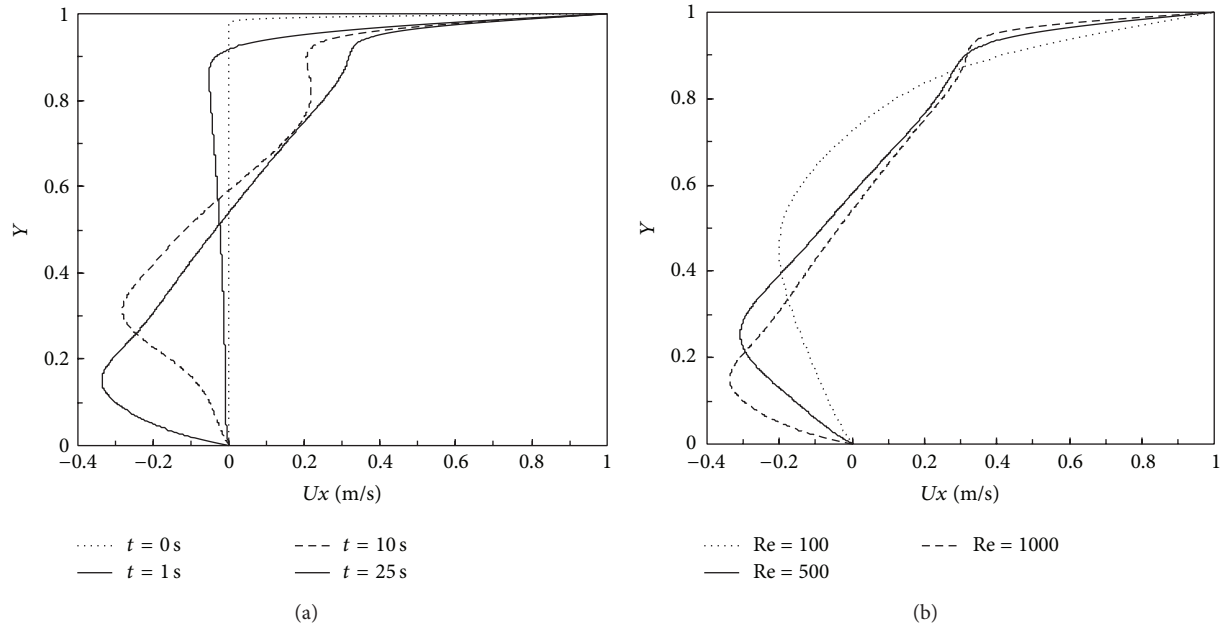 1
0.8
0.6
Y
0.4
0.2
0
−0.4 −0.2 0 0.2 0.4 0.6 0.8 1
Ux (m/s)
t = 0 s
t = 10 s
t = 1 s
t = 25 s
(a)
1
0.8
0.6
Y
0.4
0.2
0
−0.4 −0.2 0 0.2 0.4 0.6 0.8 1
Ux (m/s)
Re = 100
Re = 1000
Re = 500
(b)